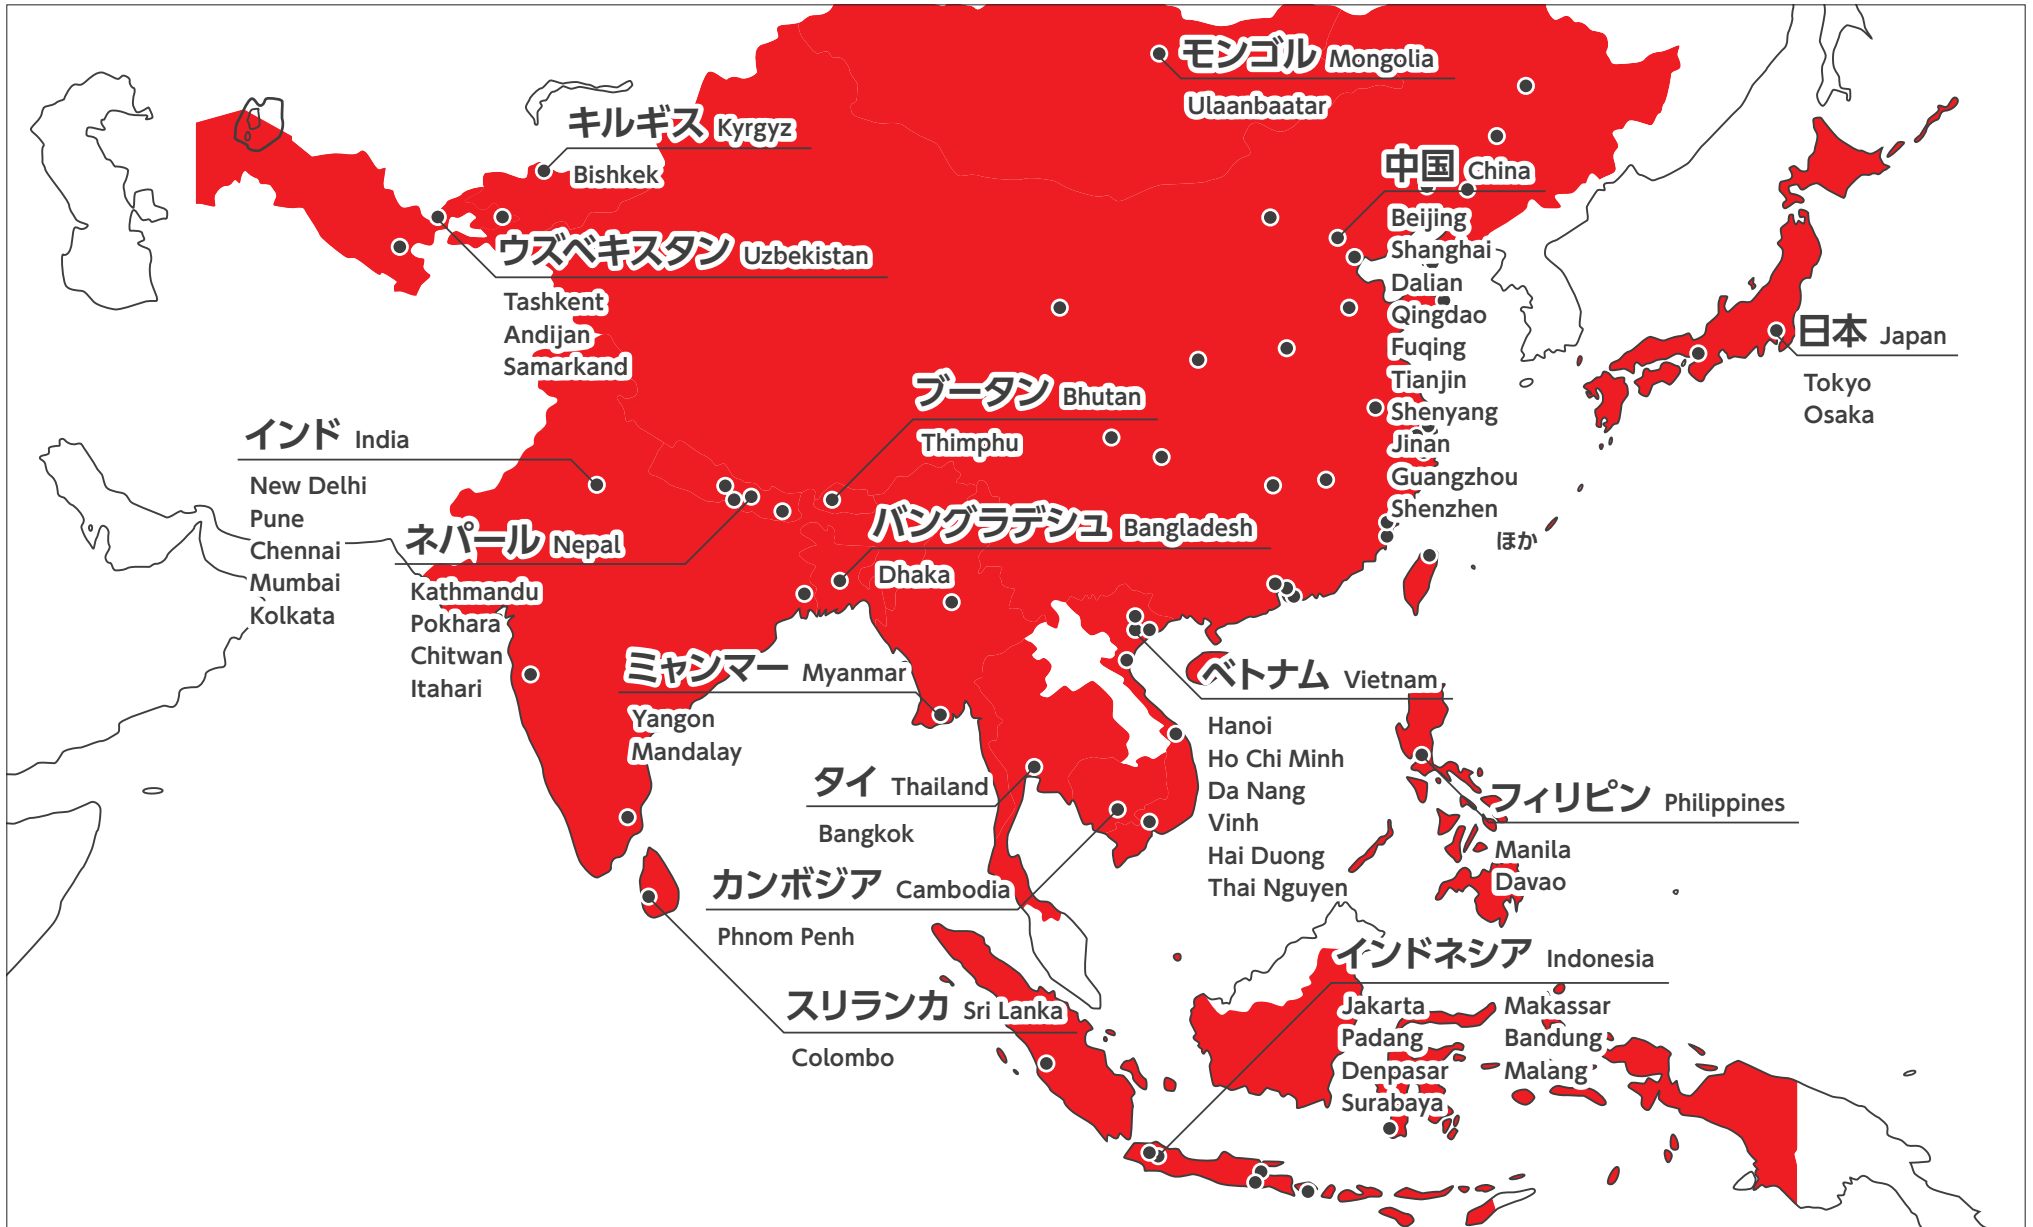 モンゴル Mongolia
Ulaanbaatar
キルギス Kyrgyz
Bishkek
中国 China
Beijing
Shanghai
Dalian
Qingdao
Fuqing
Tianjin
Shenyang
Jinan
Guangzhou
Shenzhen
ほか
ウズベキスタン Uzbekistan
Tashkent
Andijan
Samarkand
日本 Japan
Tokyo
Osaka
ブータン Bhutan
Thimphu
インド India
New Delhi
Pune
Chennai
Mumbai
Kolkata
ネパール Nepal
Kathmandu
Pokhara
Chitwan
Itahari
バングラデシュ Bangladesh
Dhaka
ミャンマー Myanmar
Yangon
Mandalay
ベトナム Vietnam
Hanoi
Ho Chi Minh
Da Nang
Vinh
Hai Duong
Thai Nguyen
タイ Thailand
Bangkok
フィリピン Philippines
Manila
Davao
カンボジア Cambodia
Phnom Penh
スリランカ Sri Lanka
Colombo
インドネシア Indonesia
Jakarta
Padang
Denpasar
Surabaya
Makassar
Bandung
Malang